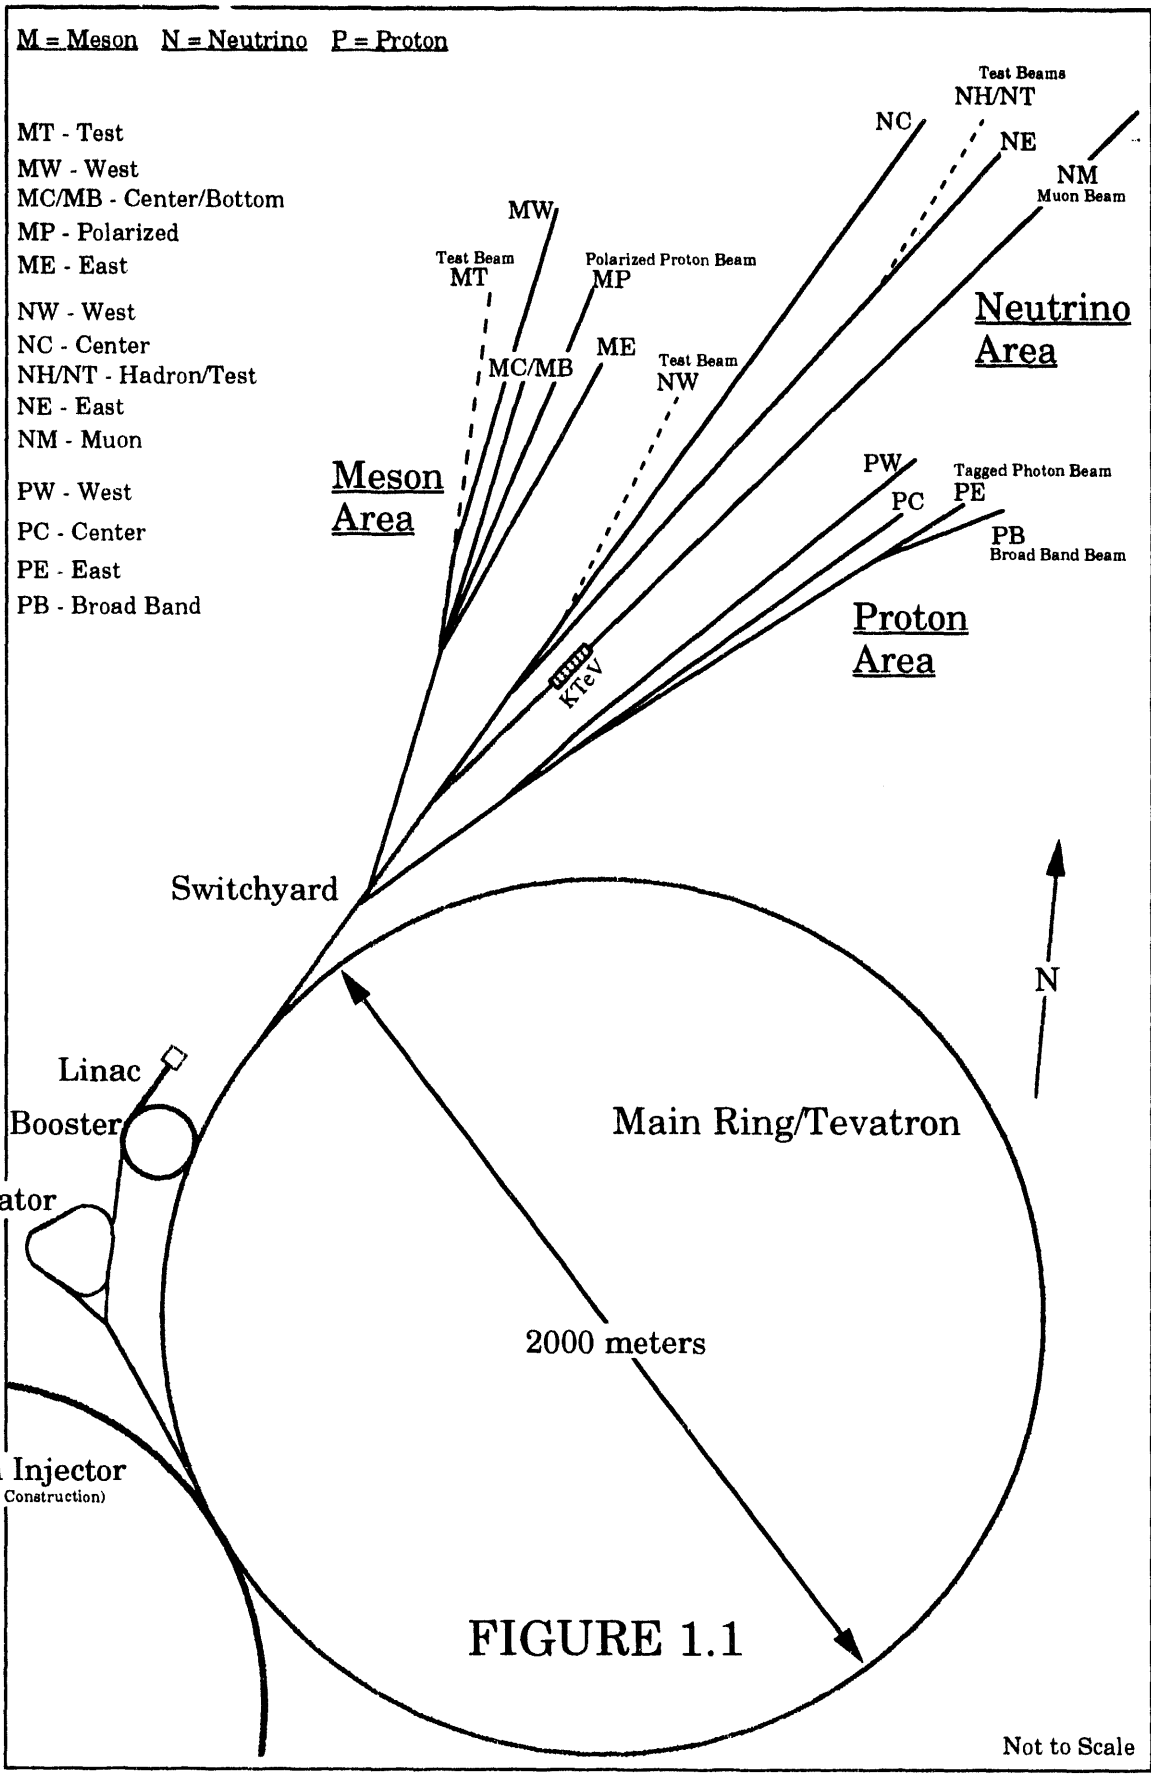 M = Meson N = Neutrino P = Proton
MT - Test
MW - West
MC/MB - Center/Bottom
MP - Polarized
ME - East
NW - West
NC - Center
NH/NT - Hadron/Test
NE - East
NM - Muon
PW - West
PC - Center
PE - East
PB - Broad Band
Test Beams
NH/NT
NC
NE
NM
Muon Beam
MW
Test Beam
MT
Polarized Proton Beam
MP
MC/MB
ME
Test Beam
NW
Neutrino
Area
Meson
Area
PW
Tagged Photon Beam
PE
PC
PB
Broad Band Beam
Proton
Area
KTeV
Switchyard
N
Linac
Booster
Main Ring/Tevatron
ator
2000 meters
Injector
Construction)
FIGURE 1.1
Not to Scale